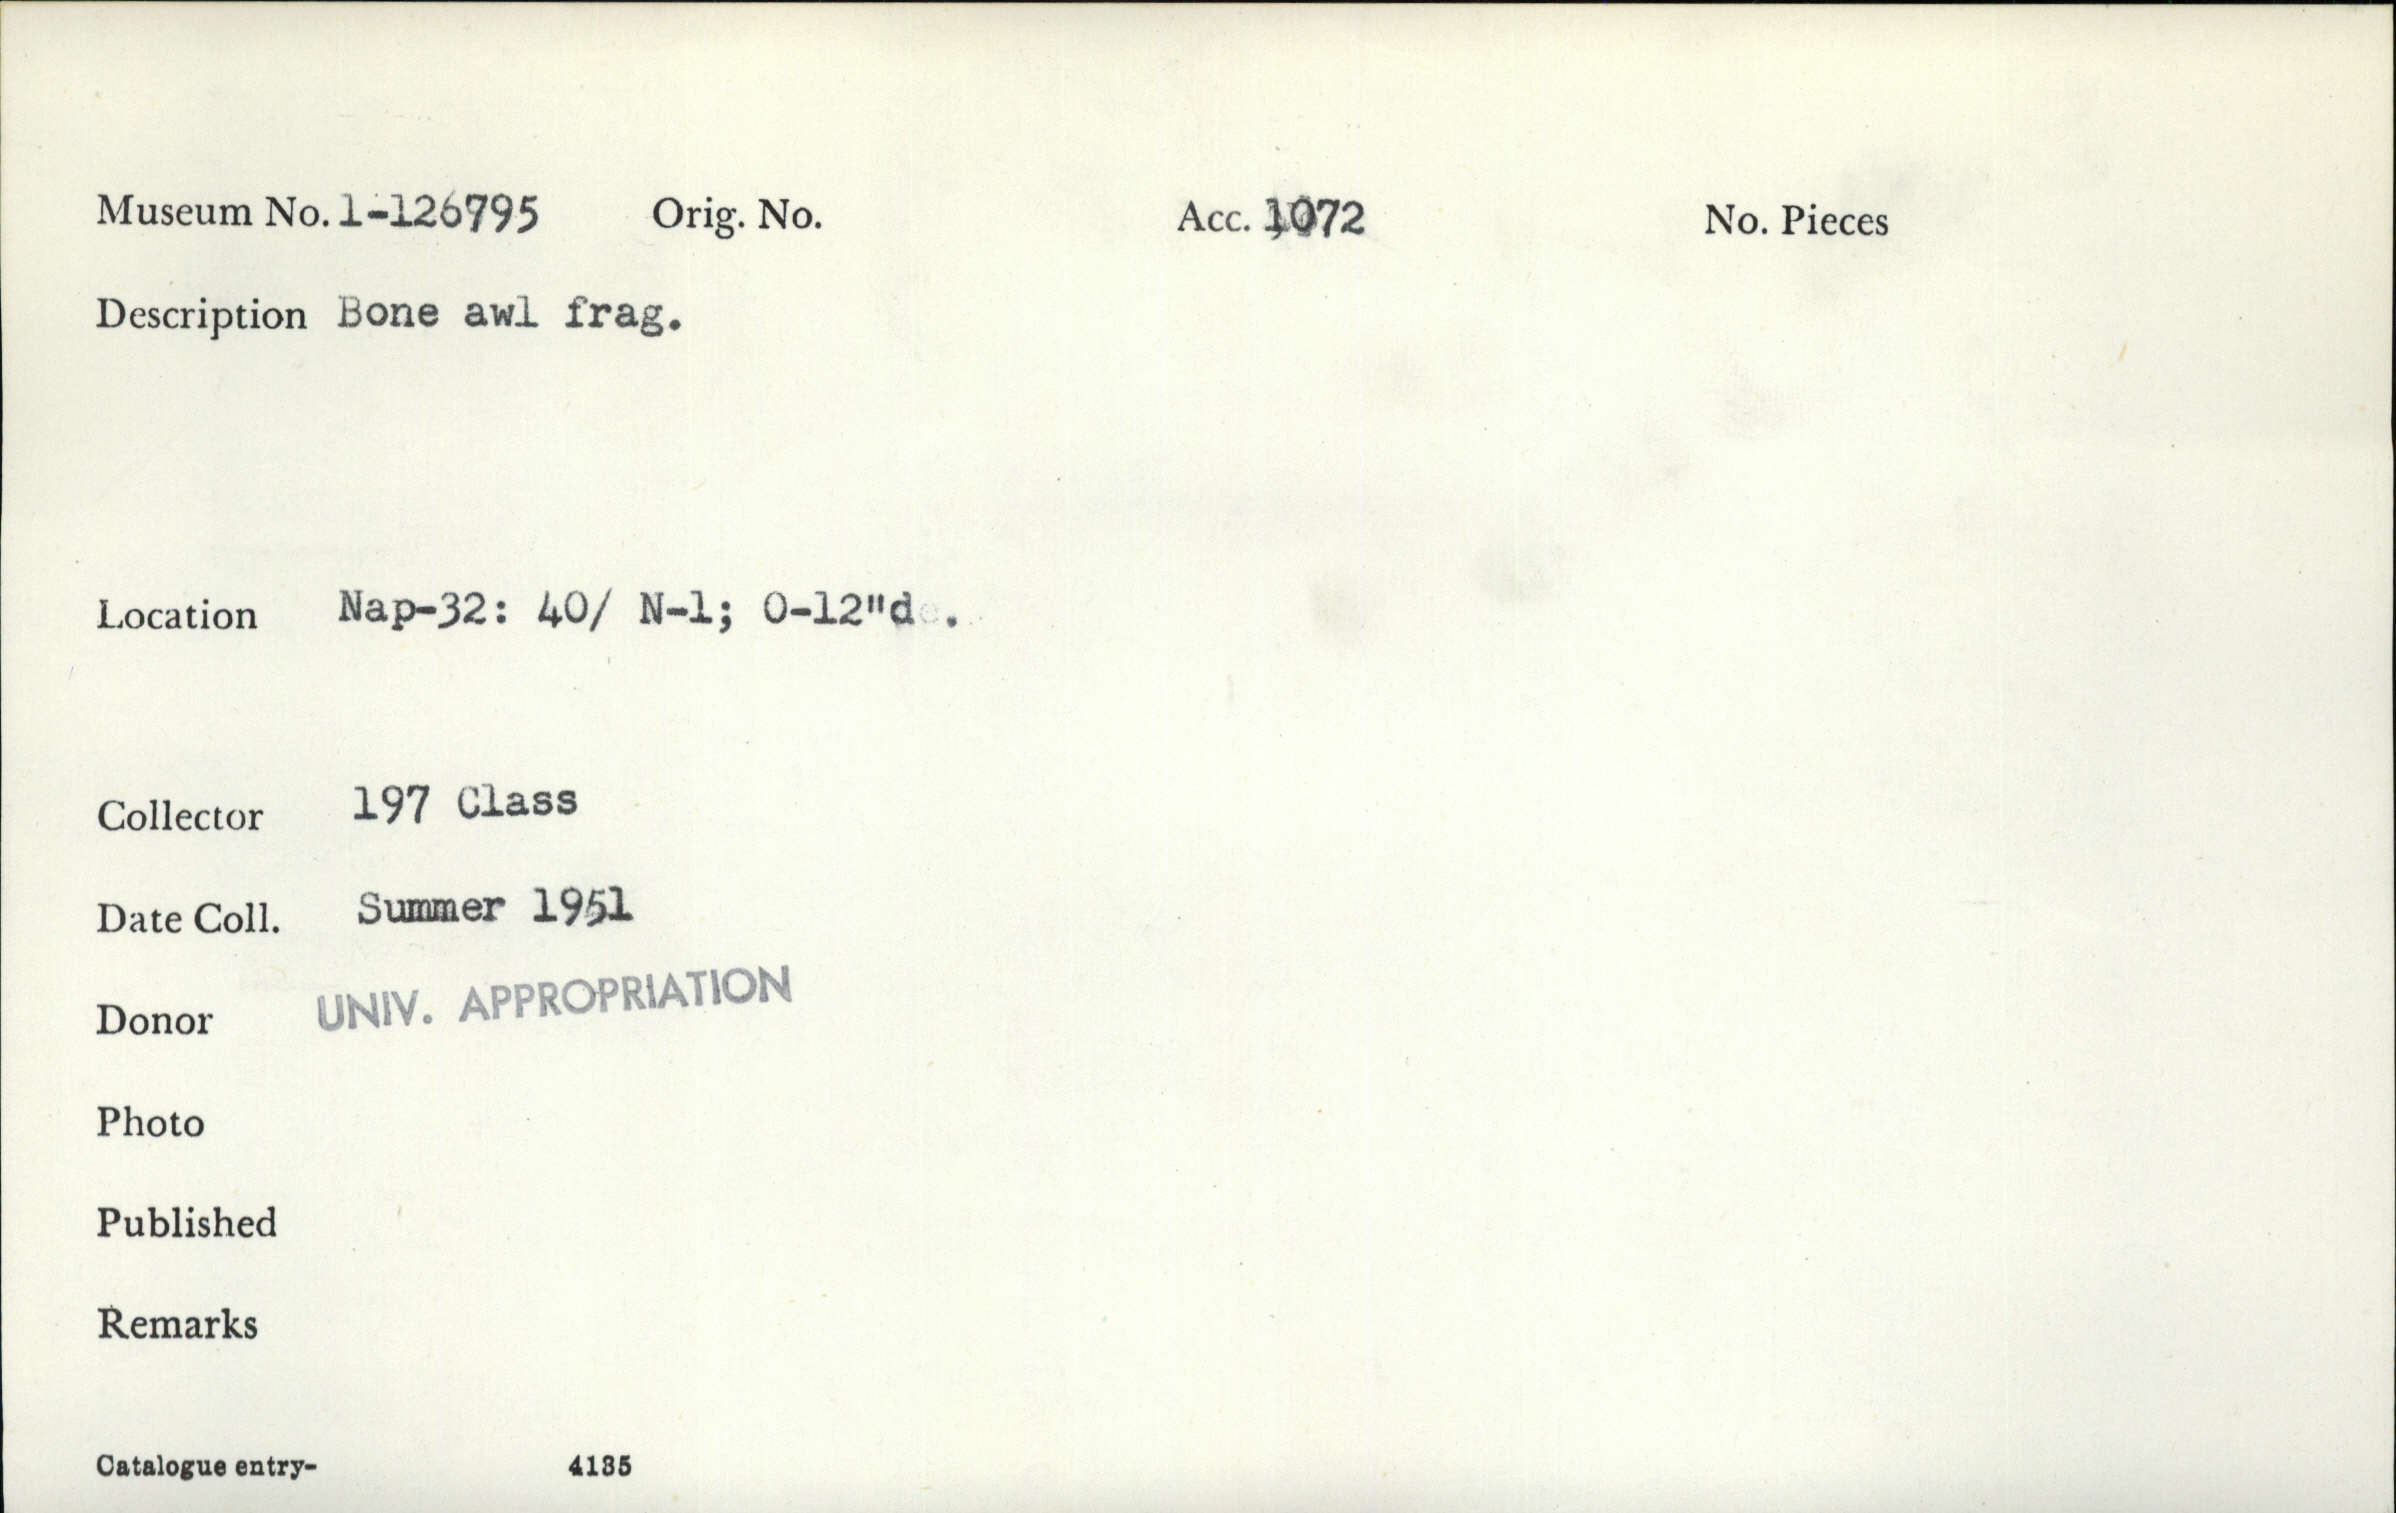 Museum No. 1-126795 Orig. No. Acc. 1072 No. Pieces
Description Bone awl frag.
Location Nap-32: 40/ N-1; 0-12"de.
Collector 197 Class
Date Coll. Summer 1951
Donor UNIV. APPROPRIATION
Photo
Published
Remarks
Catalogue entry- 4135